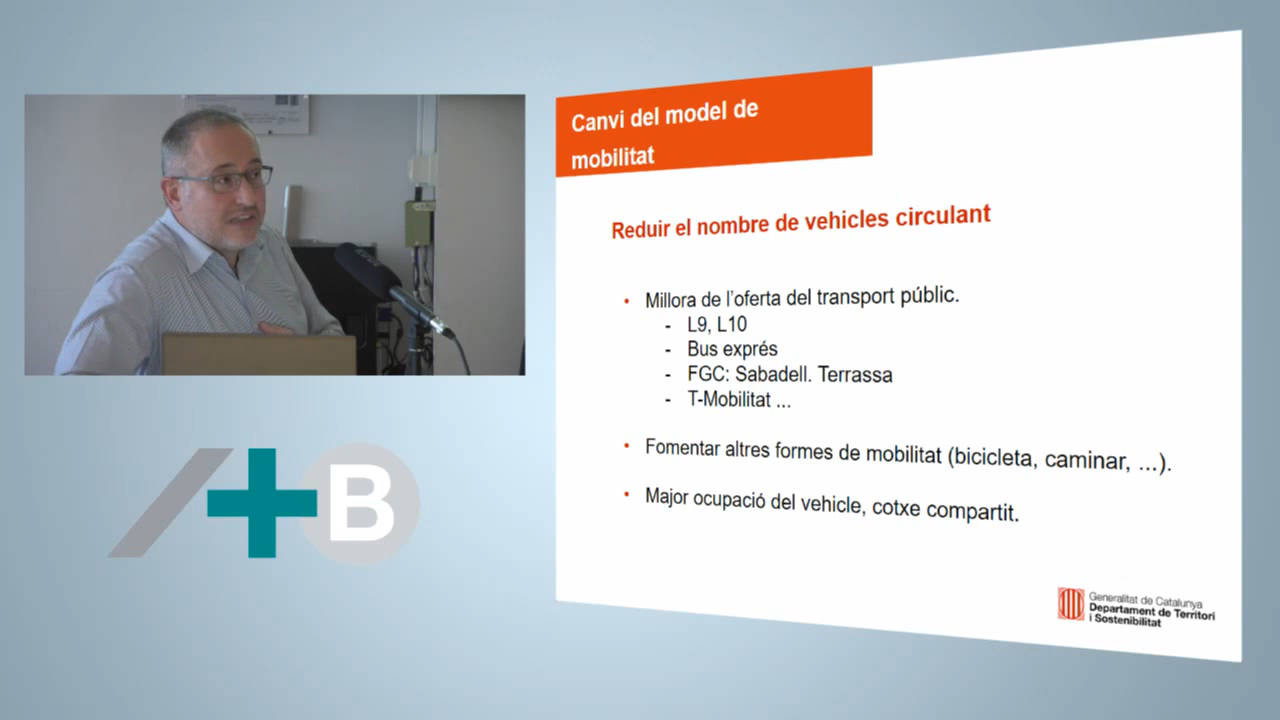 Canvi del model de
mobilitat
Reduir el nombre de vehicles circulant
• Millora de l'oferta del transport públic.
- L9, L10
- Bus exprés
- FGC: Sabadell. Terrassa
- T-Mobilitat ...
• Fomentar altres formes de mobilitat (bicicleta, caminar, ...).
• Major ocupació del vehicle, cotxe compartit.
Generalitat de Catalunya
Departament de Territori
i Sostenibilitat
+B